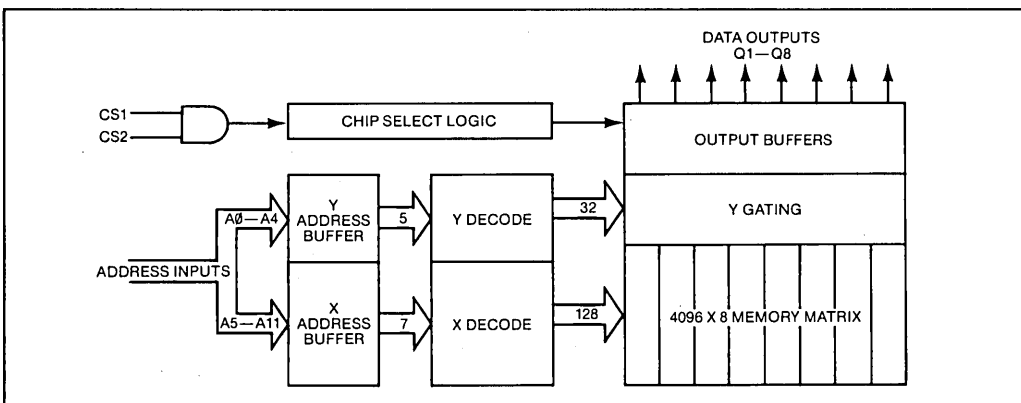 DATA OUTPUTS
Q1—Q8
CS1
CS2
CHIP SELECT LOGIC
OUTPUT BUFFERS
A0—A4
Y
ADDRESS
BUFFER
5
Y DECODE
32
Y GATING
ADDRESS INPUTS
A5—A11
X
ADDRESS
BUFFER
7
X DECODE
128
4096 X 8 MEMORY MATRIX